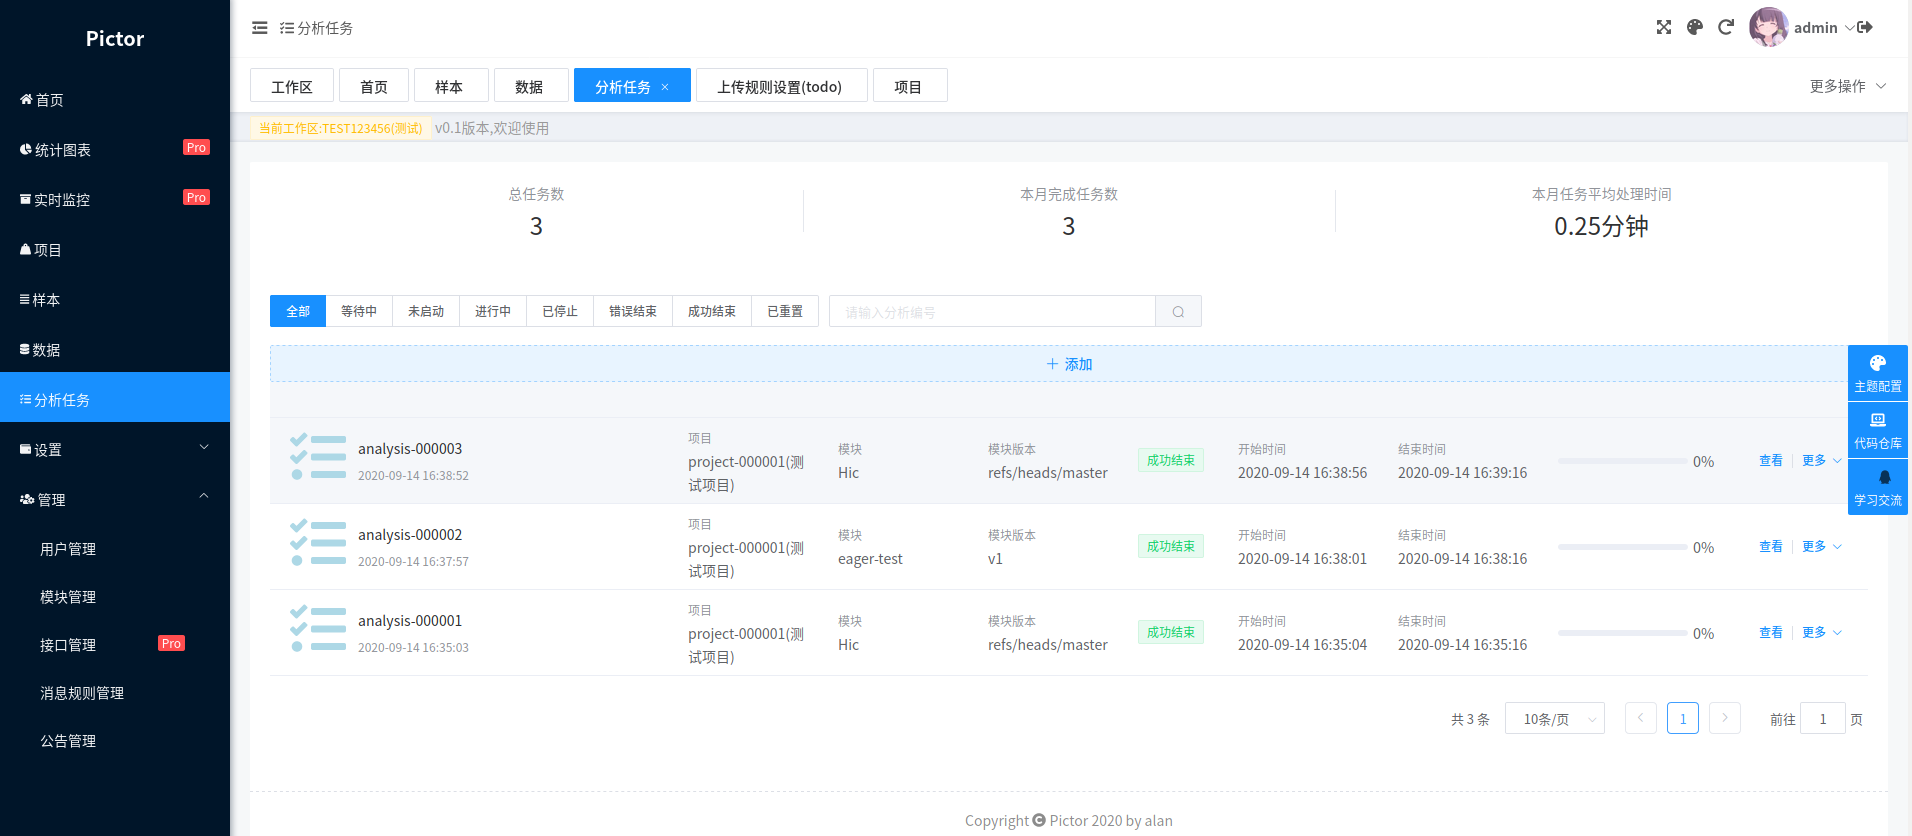 Pictor
首页
统计图表 Pro
实时监控 Pro
项目
样本
数据
分析任务
设置
管理
用户管理
模块管理
接口管理 Pro
消息规则管理
公告管理
分析任务
admin
工作区 首页 样本 数据 分析任务 × 上传规则设置(todo) 项目
更多操作
当前工作区:TEST123456(测试) v0.1版本,欢迎使用
总任务数 本月完成任务数 本月任务平均处理时间
3 3 0.25分钟
全部 等待中 未启动 进行中 已停止 错误结束 成功结束 已重置 请输入分析编号
+ 添加
analysis-000003
2020-09-14 16:38:52
项目
project-000001(测
试项目)
模块
Hic
模块版本
refs/heads/master
成功结束
开始时间
2020-09-14 16:38:56
结束时间
2020-09-14 16:39:16
0%
查看 更多
analysis-000002
2020-09-14 16:37:57
项目
project-000001(测
试项目)
模块
eager-test
模块版本
v1
成功结束
开始时间
2020-09-14 16:38:01
结束时间
2020-09-14 16:38:16
0%
查看 更多
analysis-000001
2020-09-14 16:35:03
项目
project-000001(测
试项目)
模块
Hic
模块版本
refs/heads/master
成功结束
开始时间
2020-09-14 16:35:04
结束时间
2020-09-14 16:35:16
0%
查看 更多
主题配置
代码仓库
学习交流
共 3 条 10条/页 1 前往 1 页
Copyright © Pictor 2020 by alan